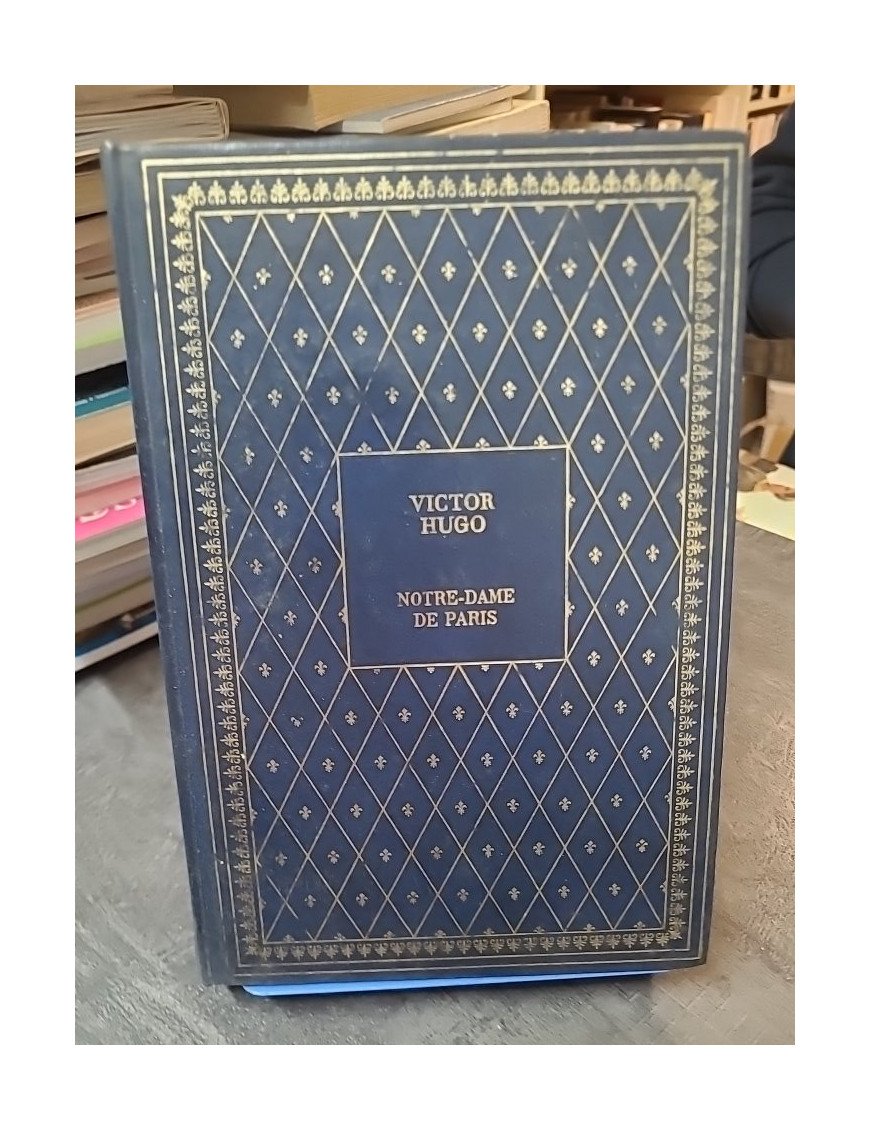 VICTOR
HUGO
NOTRE-DAME
DE PARIS